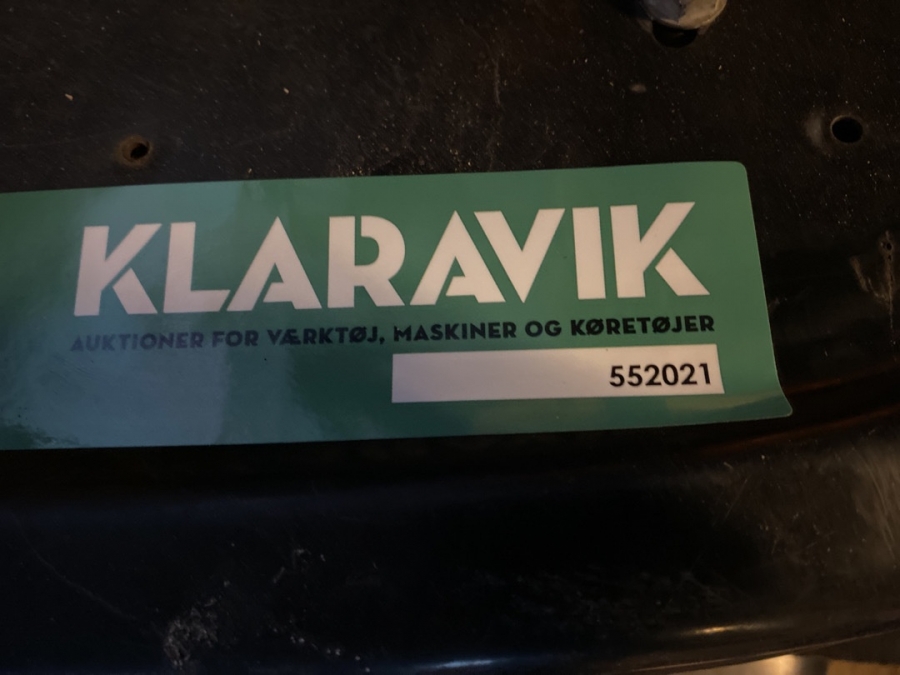 KLARAVIK
AUKTIONER FOR VÆRKTØJ, MASKINER OG KØRETØJER
552021